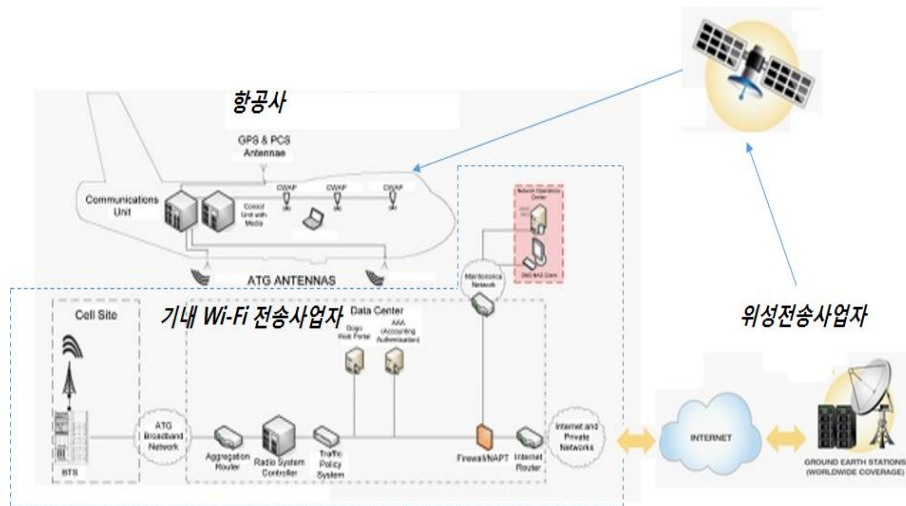 항공사
GPS & PCS
Antennae
CWAP
CWAP
CWAP
Communications
Unit
Control
Unit with
Media
ATG ANTENNAS
Network Operations
Center
Maintenance
Network
Cell Site
기내 Wi-Fi 전송사업자
Data Center
Gogo
Web Portal
AAA
(Accounting
Authentication)
위성전송사업자
BTS
ATG
Broadband
Network
Aggregation
Router
Radio System
Controller
Traffic
Policy
System
Firewall/NAPT
Internet
Router
Internet and
Private Networks
INTERNET
GROUND EARTH STATIONS
(WORLDWIDE COVERAGE)